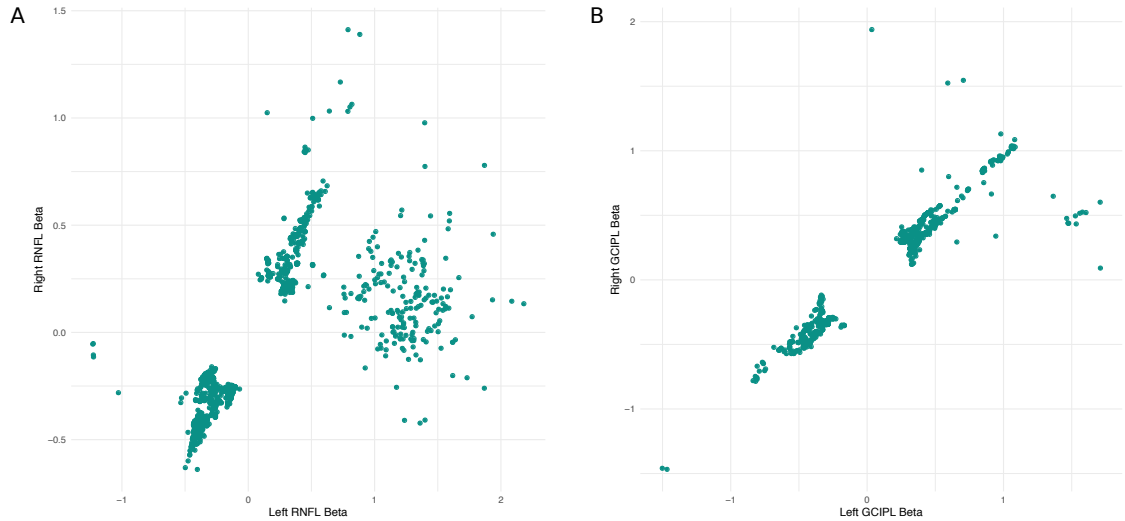 A
1.5
1.0
0.5
0.0
−0.5
Right RNFL Beta
−1
0
1
2
Left RNFL Beta
B
2
1
0
−1
Right GCIPL Beta
−1
0
1
Left GCIPL Beta